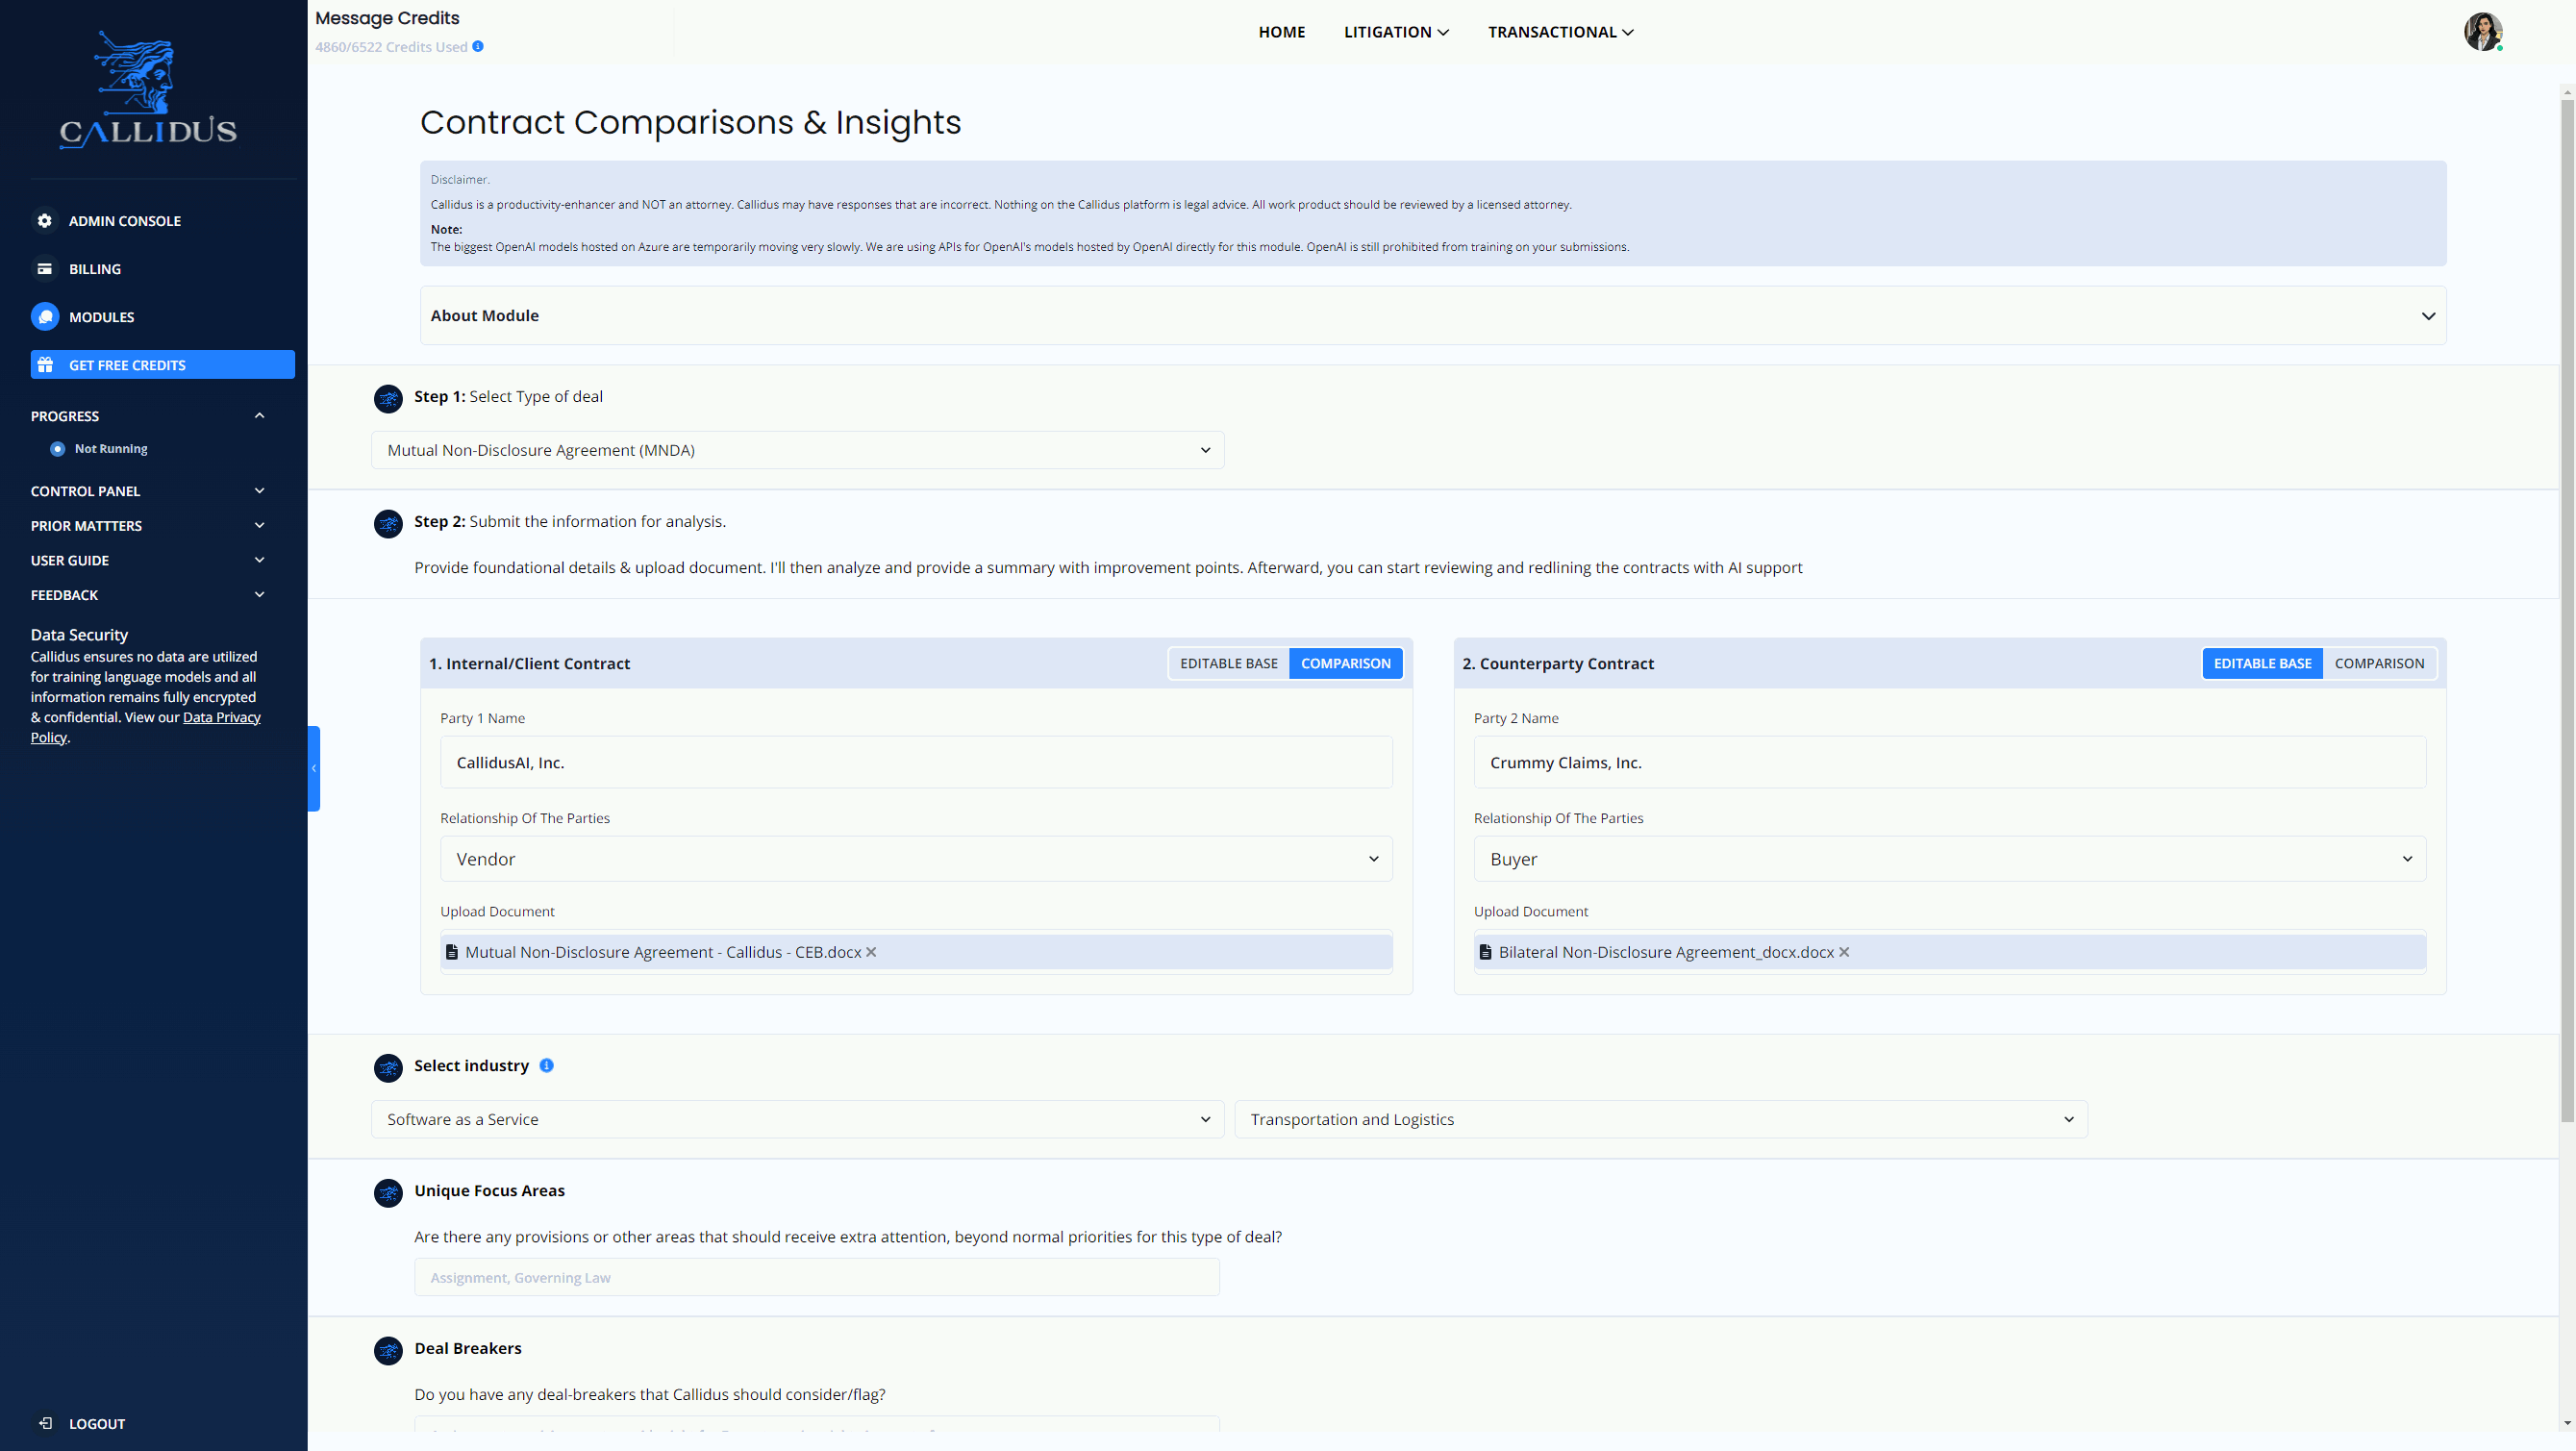 CALLIDUS
ADMIN CONSOLE
BILLING
MODULES
GET FREE CREDITS
PROGRESS
Not Running
CONTROL PANEL
PRIOR MATTTERS
USER GUIDE
FEEDBACK
Data Security
Callidus ensures no data are utilized
for training language models and all
information remains fully encrypted
& confidential. View our Data Privacy
Policy.
LOGOUT
Message Credits
4860/6522 Credits Used
HOME
LITIGATION
TRANSACTIONAL
Contract Comparisons & Insights
Disclaimer.
Callidus is a productivity-enhancer and NOT an attorney. Callidus may have responses that are incorrect. Nothing on the Callidus platform is legal advice. All work product should be reviewed by a licensed attorney.
Note:
The biggest OpenAI models hosted on Azure are temporarily moving very slowly. We are using APIs for OpenAI's models hosted by OpenAI directly for this module. OpenAI is still prohibited from training on your submissions.
About Module
Step 1: Select Type of deal
Mutual Non-Disclosure Agreement (MNDA)
Step 2: Submit the information for analysis.
Provide foundational details & upload document. I'll then analyze and provide a summary with improvement points. Afterward, you can start reviewing and redlining the contracts with AI support
1. Internal/Client Contract
EDITABLE BASE
COMPARISON
Party 1 Name
CallidusAI, Inc.
Relationship Of The Parties
Vendor
Upload Document
Mutual Non-Disclosure Agreement - Callidus - CEB.docx
2. Counterparty Contract
EDITABLE BASE
COMPARISON
Party 2 Name
Crummy Claims, Inc.
Relationship Of The Parties
Buyer
Upload Document
Bilateral Non-Disclosure Agreement_docx.docx
Select industry
Software as a Service
Transportation and Logistics
Unique Focus Areas
Are there any provisions or other areas that should receive extra attention, beyond normal priorities for this type of deal?
Assignment, Governing Law
Deal Breakers
Do you have any deal-breakers that Callidus should consider/flag?